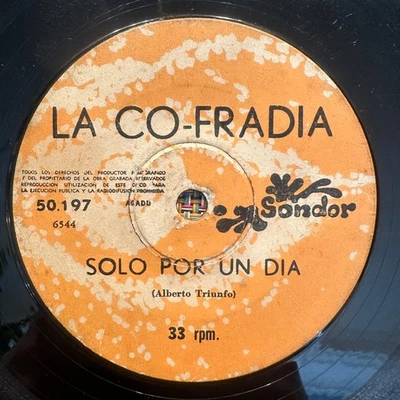 LA CO-FRADIA
TODOS LOS DERECHOS DEL PRODUCTOR FONOGRAFICO
Y DEL PROPIETARIO DE LA OBRA GRABADA RESERVADOS
REPRODUCCION UTILIZACION DE ESTE DISCO PARA
LA EJECUCION PUBLICA Y LA RADIODIFUSION PROHIBIDA
50.197
AGADU
6544
Sondor
SOLO POR UN DIA
(Alberto Triunfo)
33 rpm.